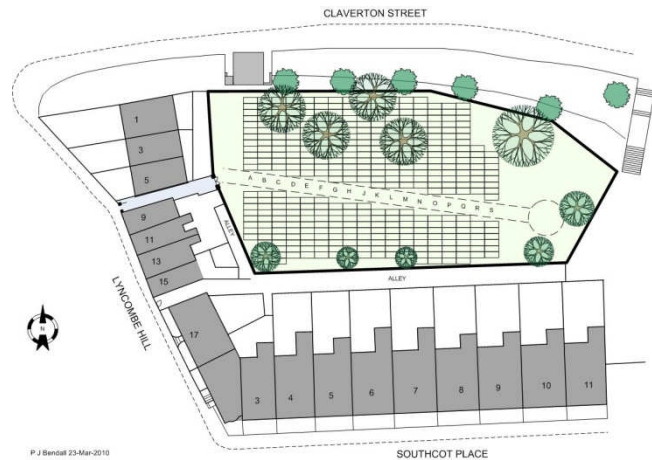 CLAVERTON STREET
1
3
5
A B C D E F G H J K L M N O P Q R S
9
11
13
15
ALLEY
ALLEY
LYNCOMBE HILL
17
N
3 4 5 6 7 8 9 10 11
P J Bendall 23-Mar-2010
SOUTHCOT PLACE